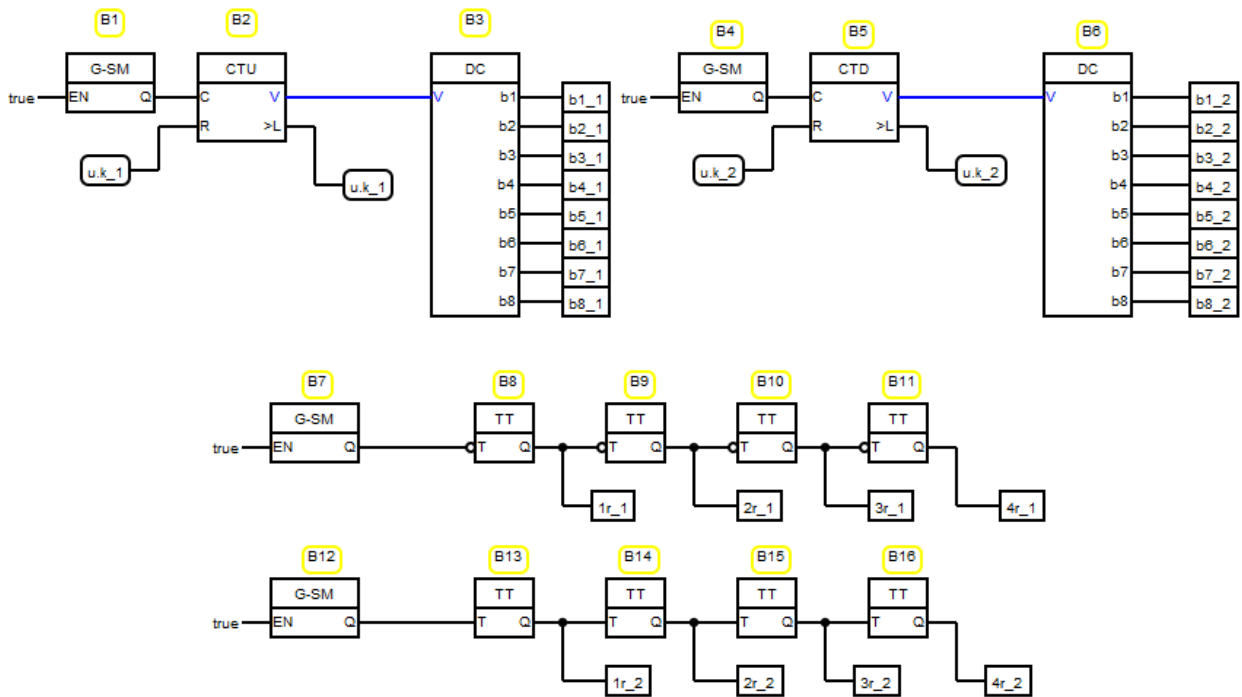 B1 B2 B3 B4 B5 B6
G-SM CTU DC G-SM CTD DC
true EN Q C V V b1 b1_1 true EN Q C V V b1 b1_2
R >L b2 b2_1 R >L b2 b2_2
b3 b3_1 b3 b3_2
u.k_1 u.k_1 b4 b4_1 u.k_2 u.k_2 b4 b4_2
b5 b5_1 b5 b5_2
b6 b6_1 b6 b6_2
b7 b7_1 b7 b7_2
b8 b8_1 b8 b8_2
B7 B8 B9 B10 B11
G-SM TT TT TT TT
true EN Q T Q T Q T Q T Q
1r_1 2r_1 3r_1 4r_1
B12 B13 B14 B15 B16
G-SM TT TT TT TT
true EN Q T Q T Q T Q T Q
1r_2 2r_2 3r_2 4r_2